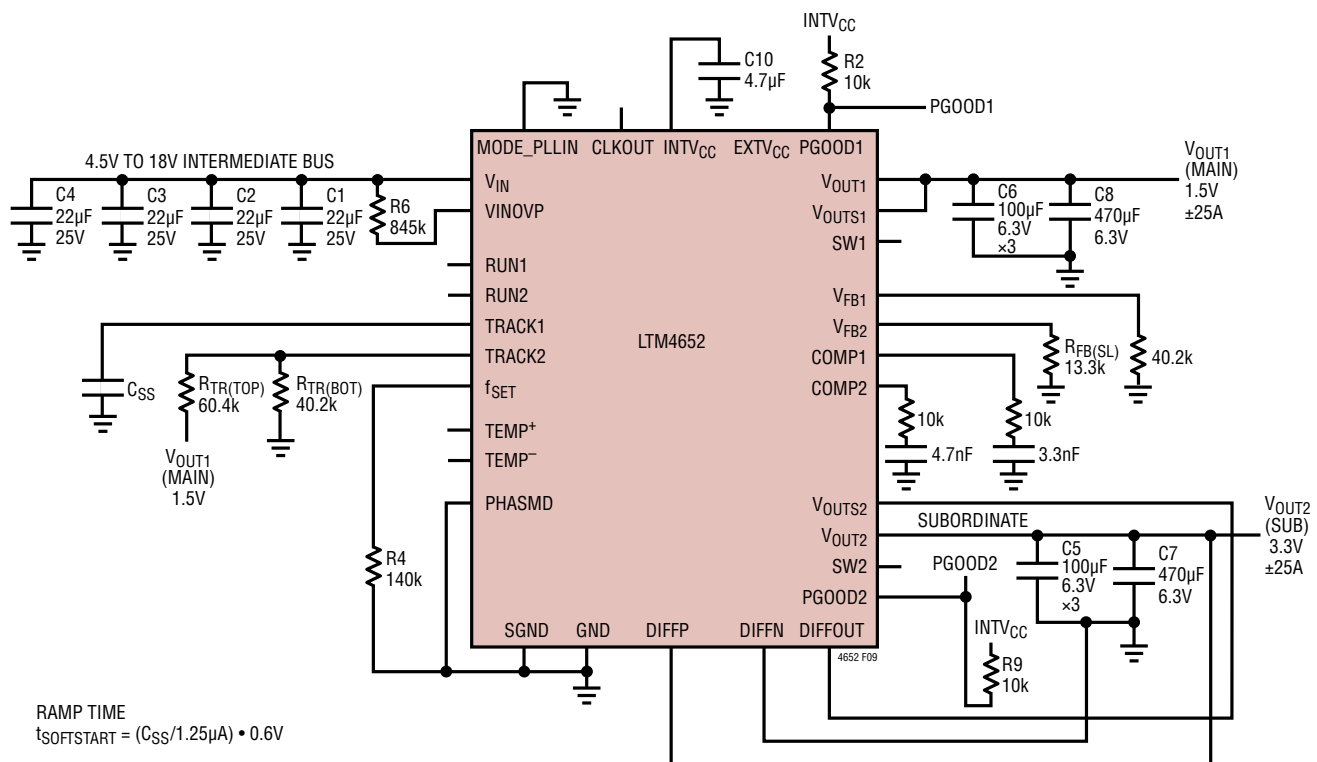 INTVCC
R2
10k
PGOOD1
C10
4.7µF
MODE_PLLIN CLKOUT INTVCC EXTVCC PGOOD1
4.5V TO 18V INTERMEDIATE BUS
C4
22µF
25V
C3
22µF
25V
C2
22µF
25V
C1
22µF
25V
R6
845k
VIN
VINOVP
RUN1
RUN2
TRACK1
TRACK2
fSET
TEMP+
TEMP–
PHASMD
CSS
RTR(TOP)
60.4k
RTR(BOT)
40.2k
VOUT1
(MAIN)
1.5V
R4
140k
LTM4652
VOUT1
VOUTS1
SW1
VFB1
VFB2
COMP1
COMP2
VOUTS2
VOUT2
SW2
PGOOD2
C6
100µF
6.3V
×3
C8
470µF
6.3V
VOUT1
(MAIN)
1.5V
±25A
RFB(SL)
13.3k
40.2k
10k
4.7nF
10k
3.3nF
SUBORDINATE
PGOOD2
INTVCC
R9
10k
C5
100µF
6.3V
×3
C7
470µF
6.3V
VOUT2
(SUB)
3.3V
±25A
SGND GND DIFFP DIFFN DIFFOUT
4652 F09
RAMP TIME
tSOFTSTART = (CSS/1.25µA) • 0.6V